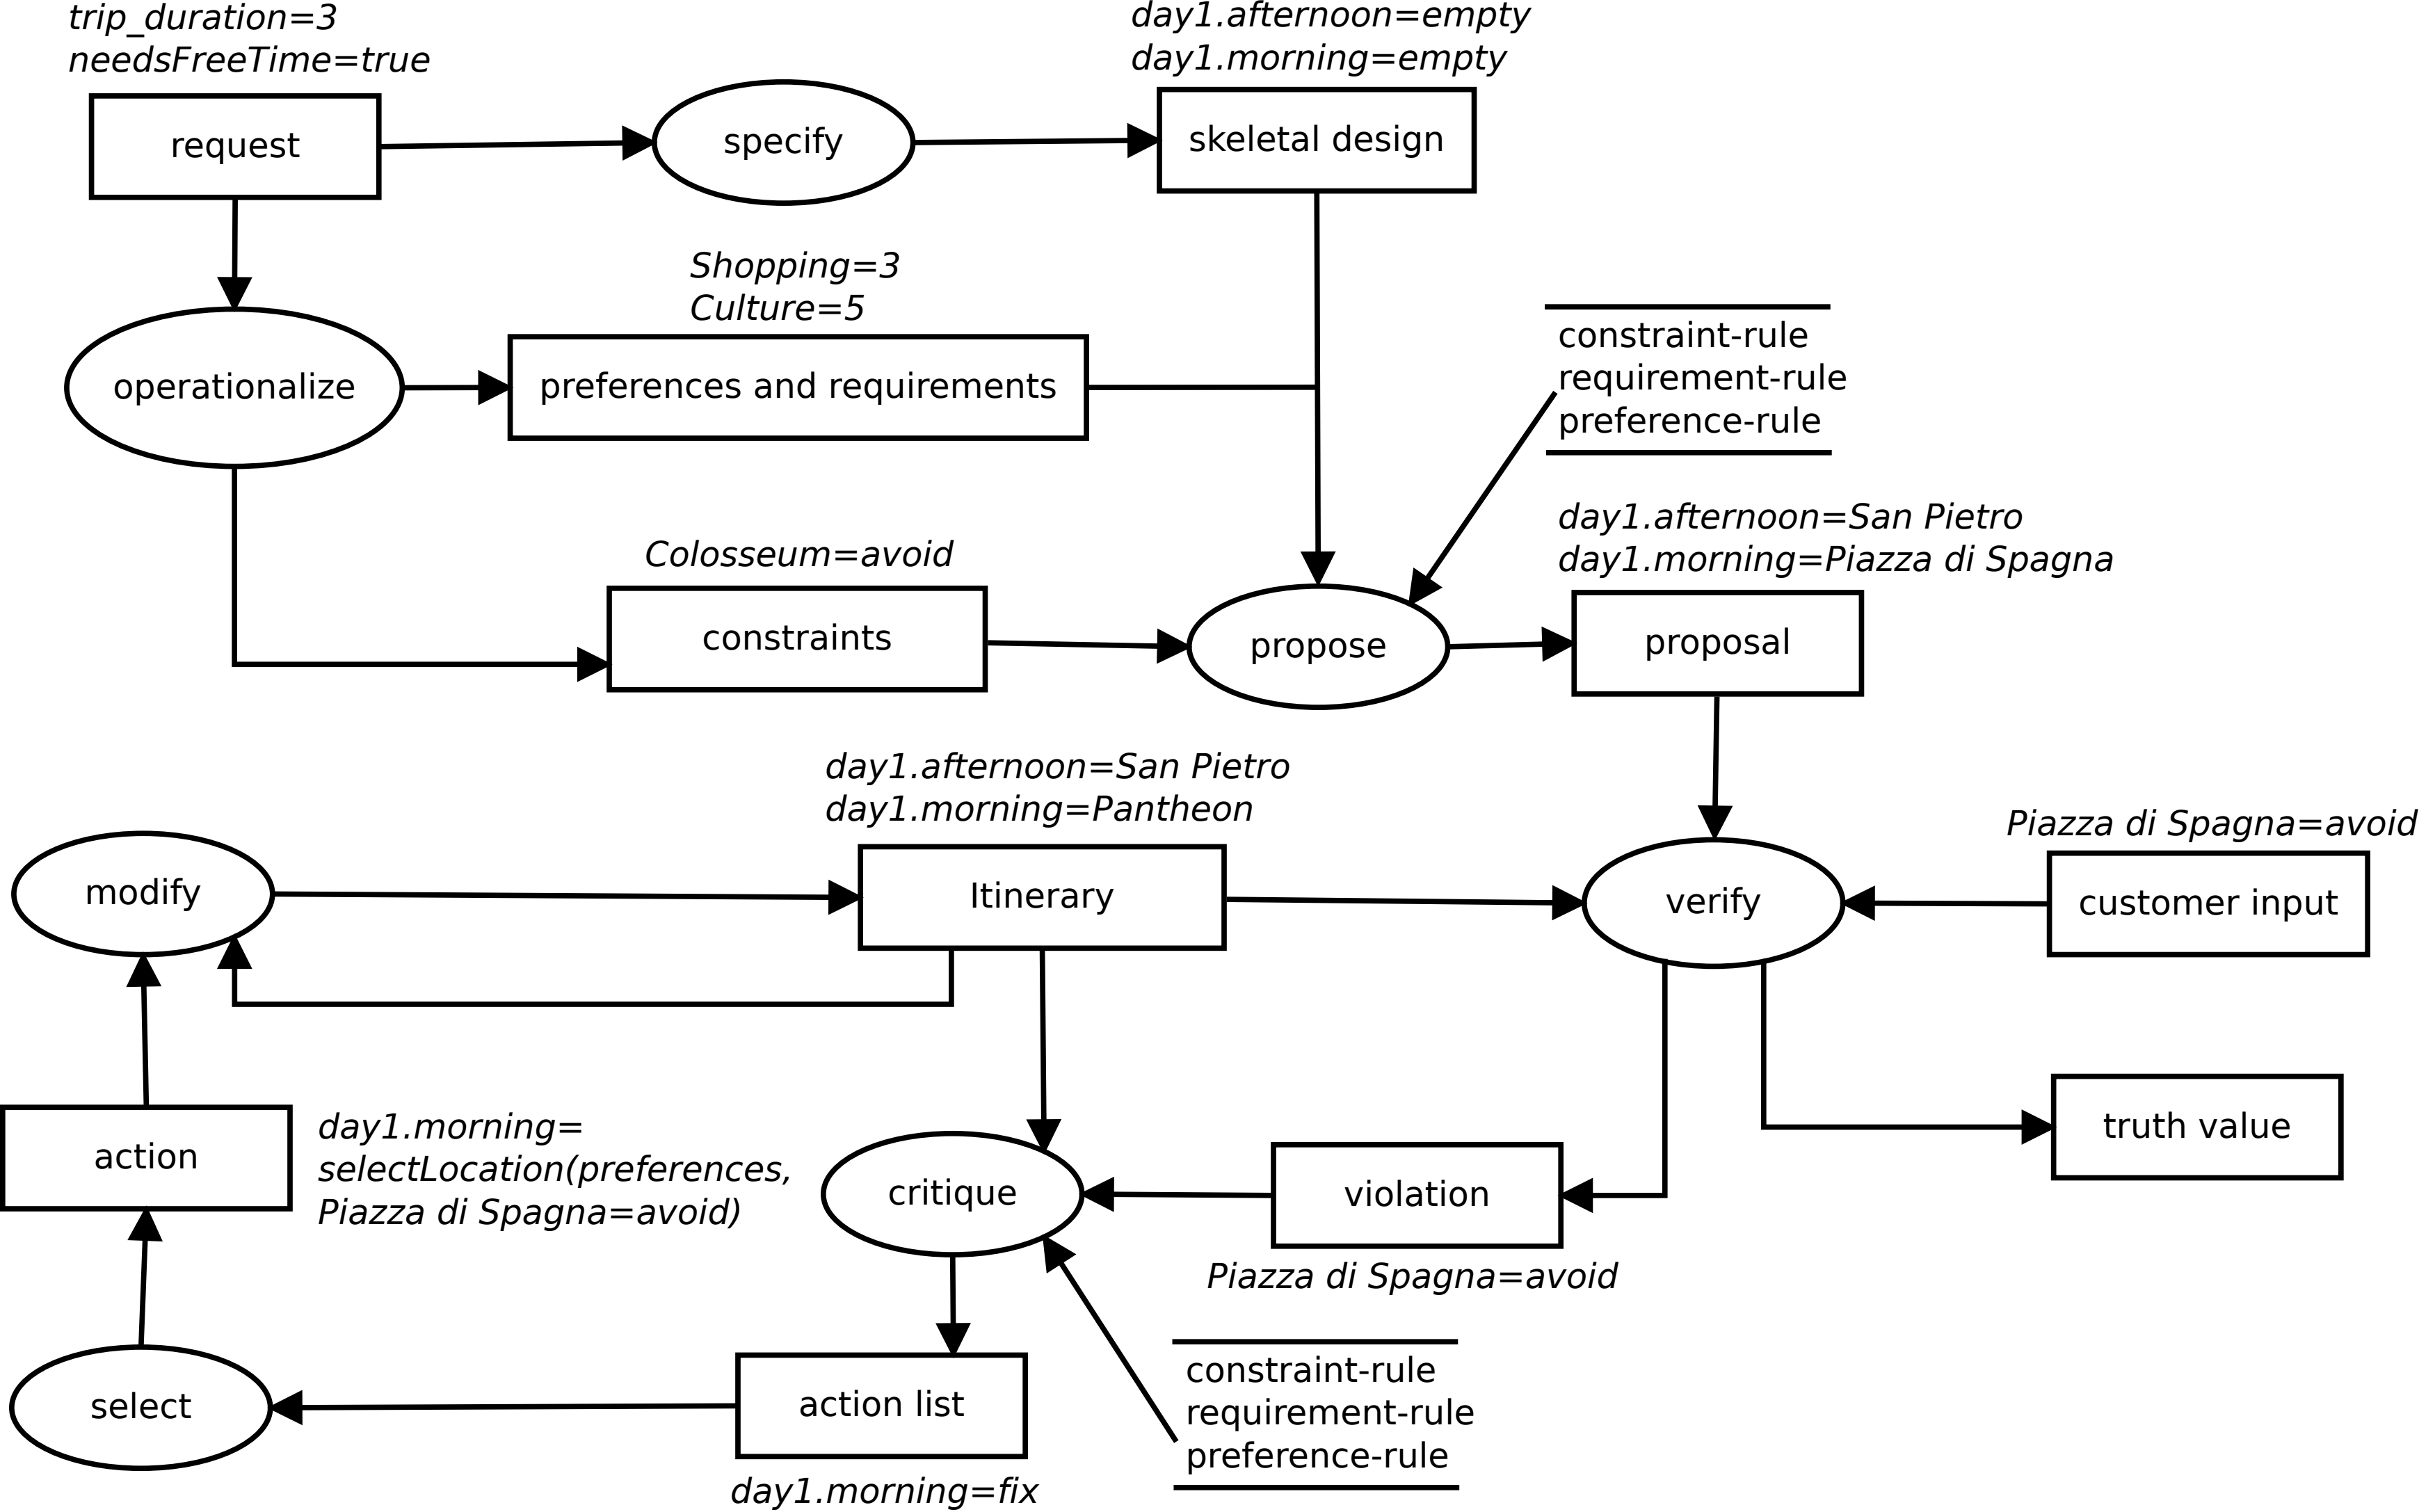 trip_duration=3
needsFreeTime=true
day1.afternoon=empty
day1.morning=empty
request
specify
skeletal design
Shopping=3
Culture=5
operationalize
preferences and requirements
constraint-rule
requirement-rule
preference-rule
Colosseum=avoid
constraints
propose
day1.afternoon=San Pietro
day1.morning=Piazza di Spagna
proposal
day1.afternoon=San Pietro
day1.morning=Pantheon
Piazza di Spagna=avoid
modify
Itinerary
verify
customer input
action
day1.morning=
selectLocation(preferences,
Piazza di Spagna=avoid)
critique
violation
truth value
Piazza di Spagna=avoid
select
action list
day1.morning=fix
constraint-rule
requirement-rule
preference-rule